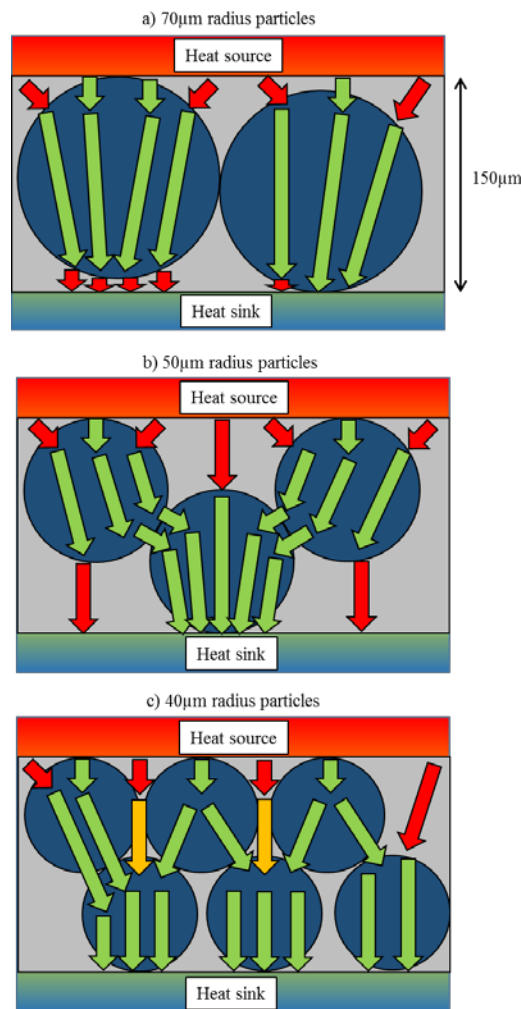 a) 70µm radius particles
Heat source
150µm
Heat sink
b) 50µm radius particles
Heat source
Heat sink
c) 40µm radius particles
Heat source
Heat sink